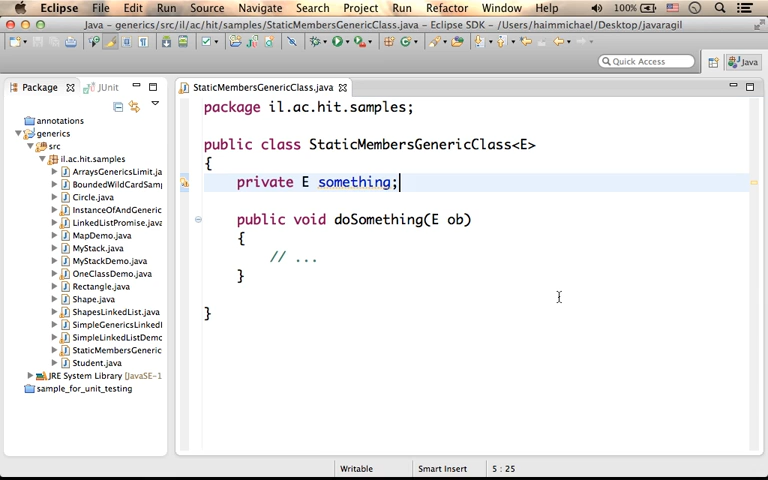 Eclipse File Edit Run Source Navigate Search Project Run Refactor Window Help 100%
Java - generics/src/il/ac/hit/samples/StaticMembersGenericClass.java - Eclipse SDK - /Users/haimmichael/Desktop/javaragil
Quick Access Java
Package JUnit
annotations
generics
src
il.ac.hit.samples
ArraysGenericsLimit.ja
BoundedWildCardSam
Circle.java
InstanceOfAndGeneric
LinkedListPromise.java
MapDemo.java
MyStack.java
MyStackDemo.java
OneClassDemo.java
Rectangle.java
Shape.java
ShapesLinkedList.java
SimpleGenericsLinkedl
SimpleLinkedListDemo
StaticMembersGeneric
Student.java
JRE System Library [JavaSE-1
sample_for_unit_testing
StaticMembersGenericClass.java
package il.ac.hit.samples;
public class StaticMembersGenericClass<E>
{
private E something;
public void doSomething(E ob)
{
// ...
}
}
Writable Smart Insert 5 : 25